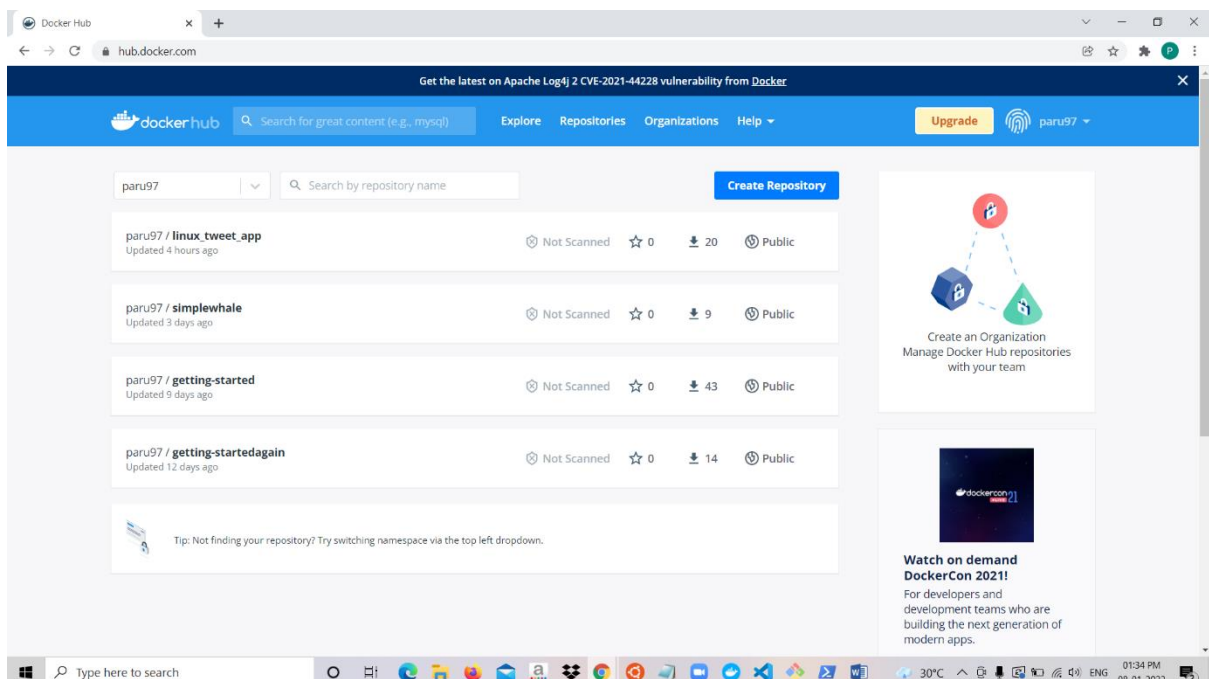 Docker Hub
hub.docker.com
P
Get the latest on Apache Log4j 2 CVE-2021-44228 vulnerability from Docker
docker hub
Search for great content (e.g., mysql)
Explore Repositories Organizations Help
Upgrade
paru97
paru97
Search by repository name
Create Repository
paru97 / linux_tweet_app
Updated 4 hours ago
Not Scanned 0 20 Public
paru97 / simplewhale
Updated 3 days ago
Not Scanned 0 9 Public
paru97 / getting-started
Updated 9 days ago
Not Scanned 0 43 Public
paru97 / getting-startedagain
Updated 12 days ago
Not Scanned 0 14 Public
Tip: Not finding your repository? Try switching namespace via the top left dropdown.
Create an Organization
Manage Docker Hub repositories
with your team
dockercon 21
Watch on demand
DockerCon 2021!
For developers and
development teams who are
building the next generation of
modern apps.
Type here to search
30°C
ENG
01:34 PM